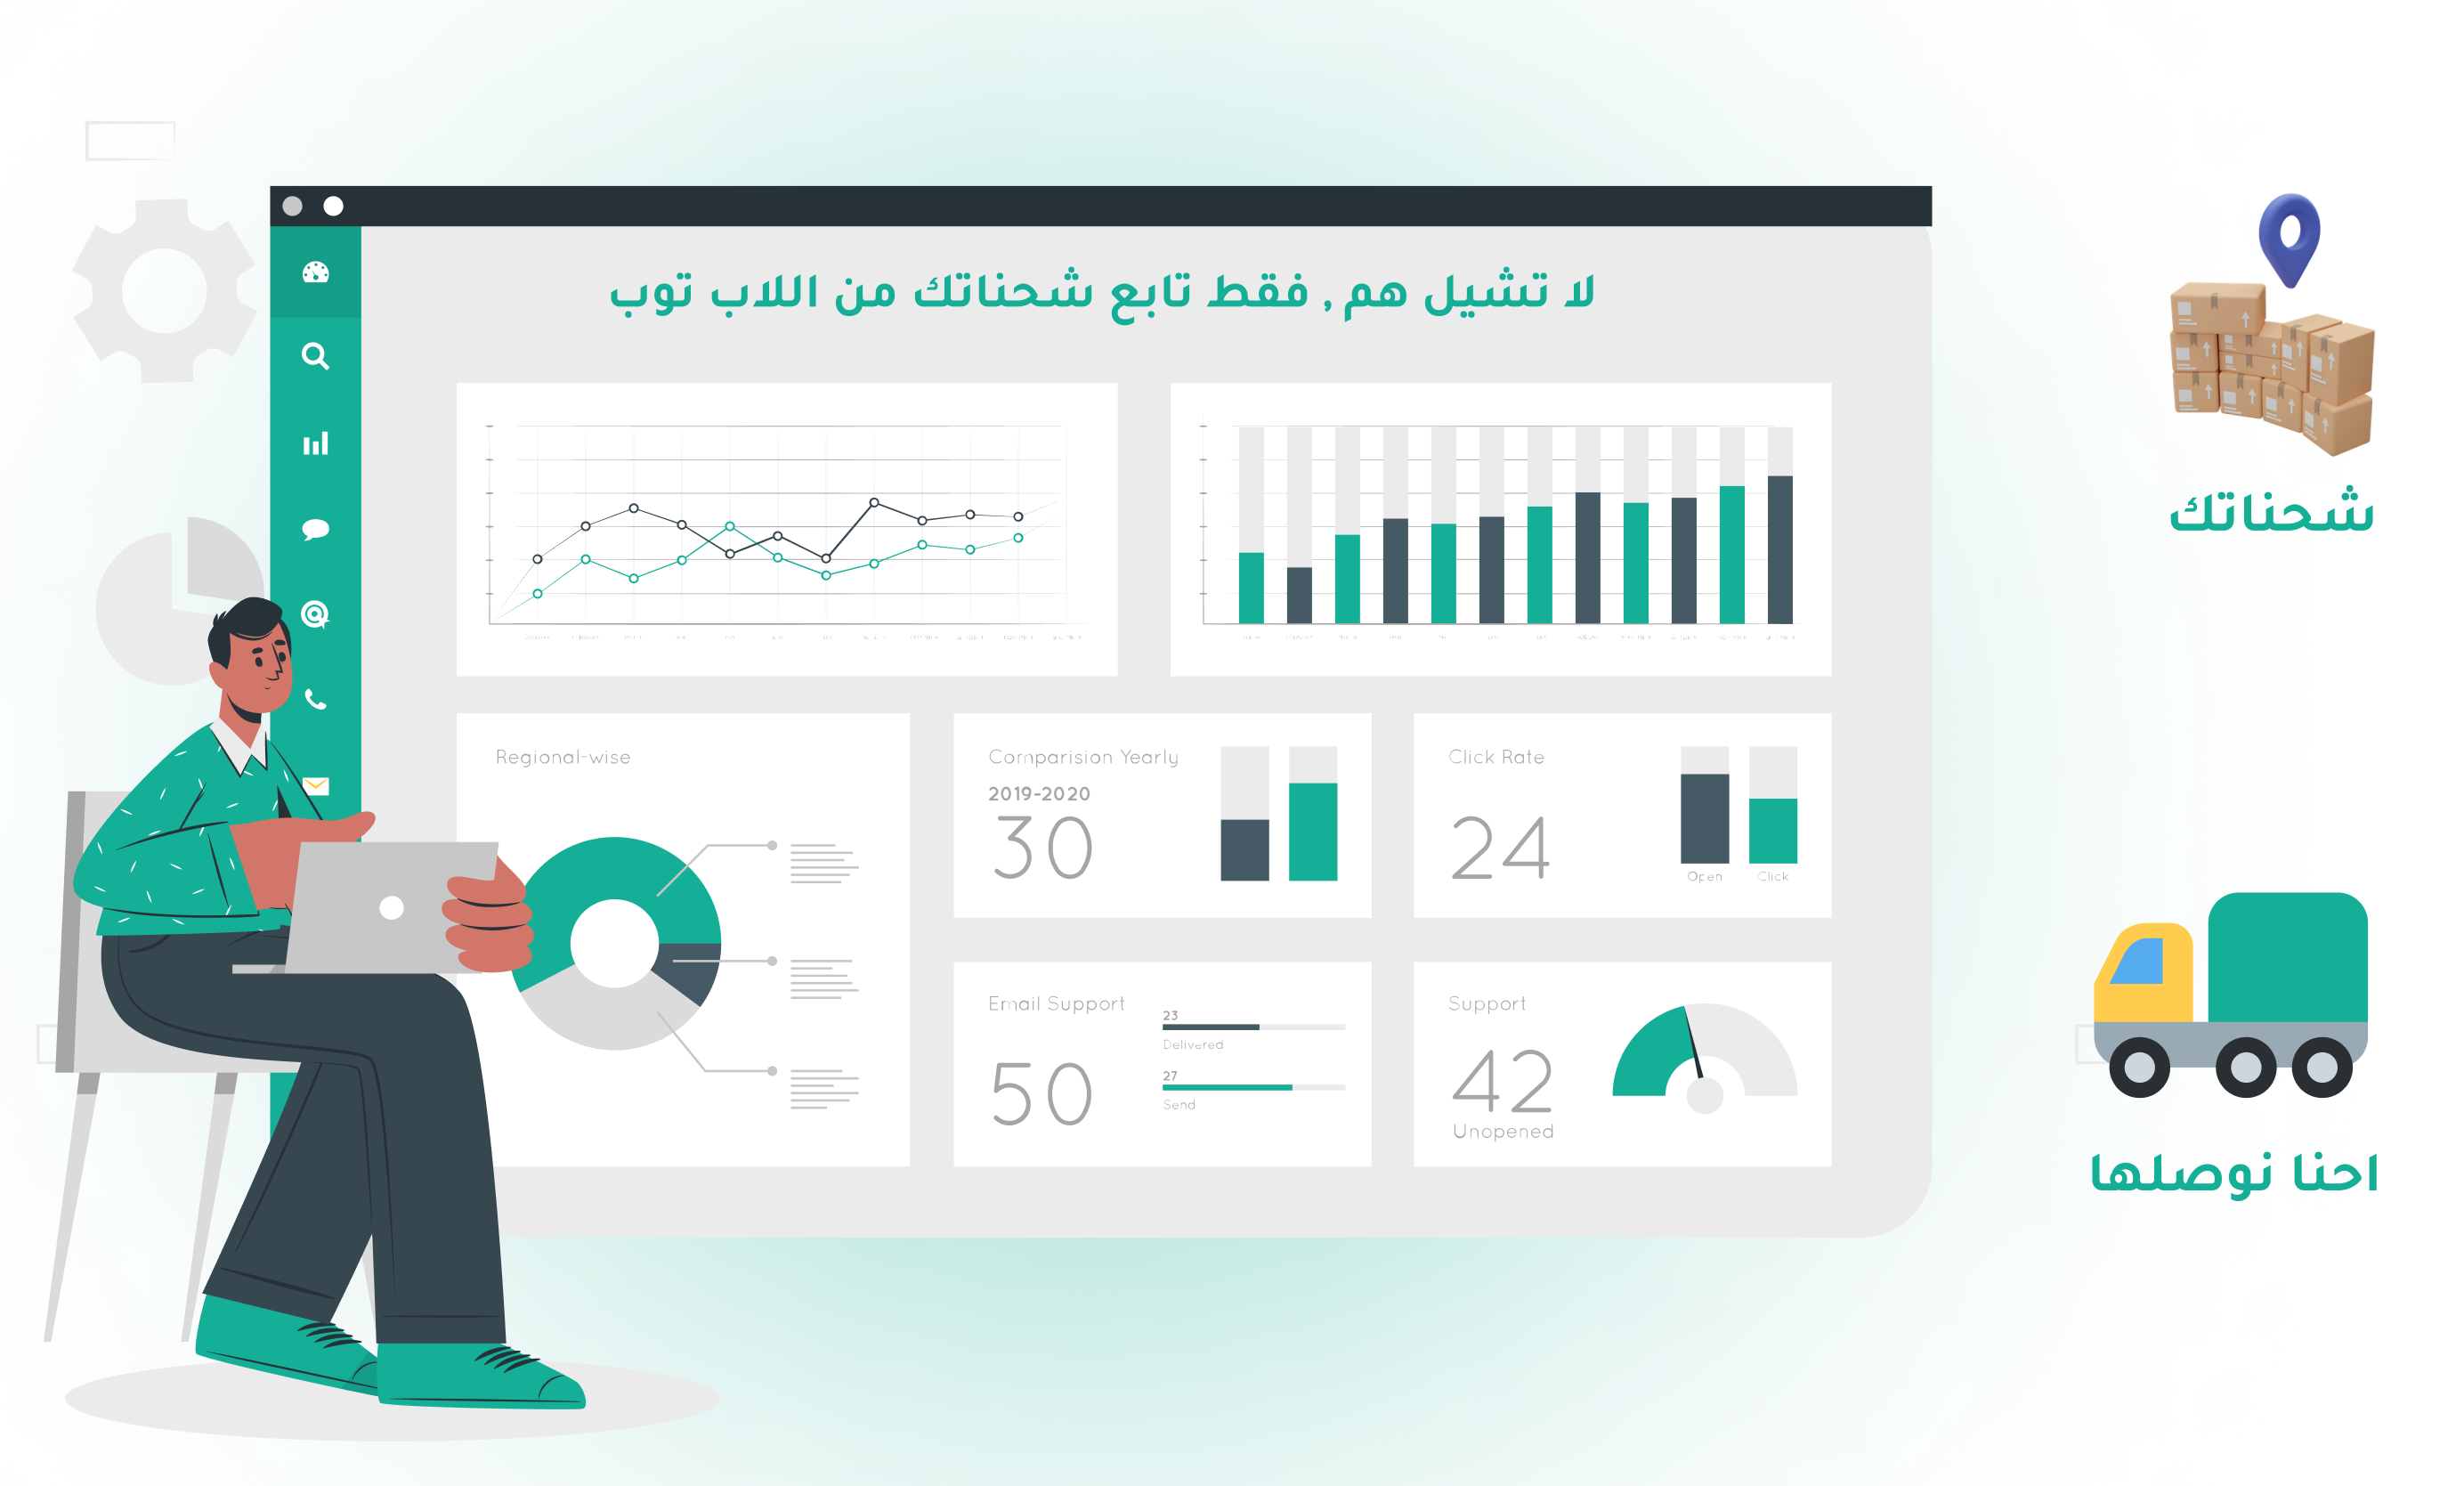 لا تشيل هم , فقط تابع شحناتك من اللاب توب
شحناتك
Regional-wise
Comparision Yearly
2019-2020
30
Click Rate
24
Open
Click
Email Support
50
23
Delivered
27
Send
Support
42
Unopened
احنا نوصلها